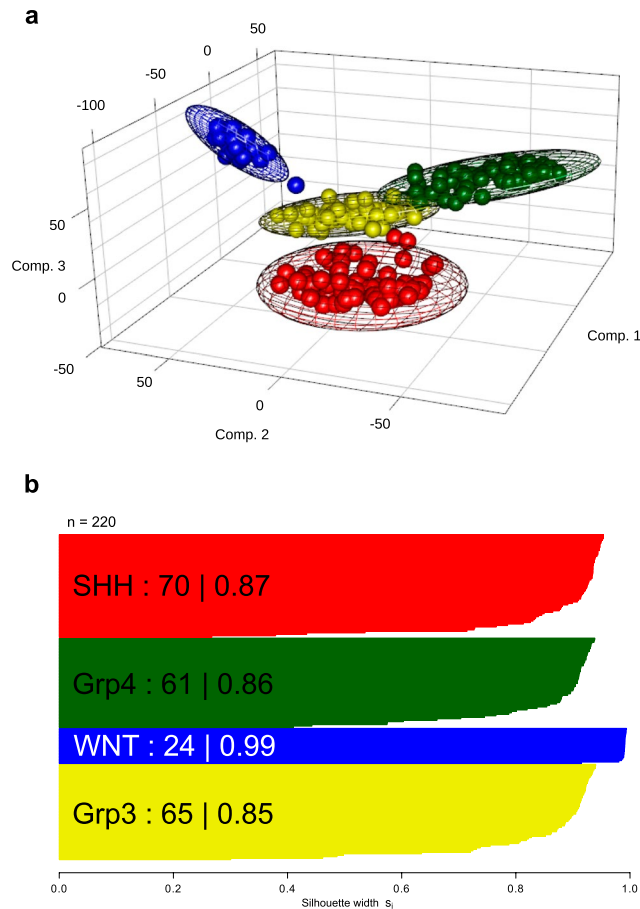 a
50
0
-50
-100
50
Comp. 3
0
-50
50
0
-50
Comp. 2
Comp. 1
b
n = 220
SHH : 70 | 0.87
Grp4 : 61 | 0.86
WNT : 24 | 0.99
Grp3 : 65 | 0.85
0.0 0.2 0.4 0.6 0.8 1.0
Silhouette width si